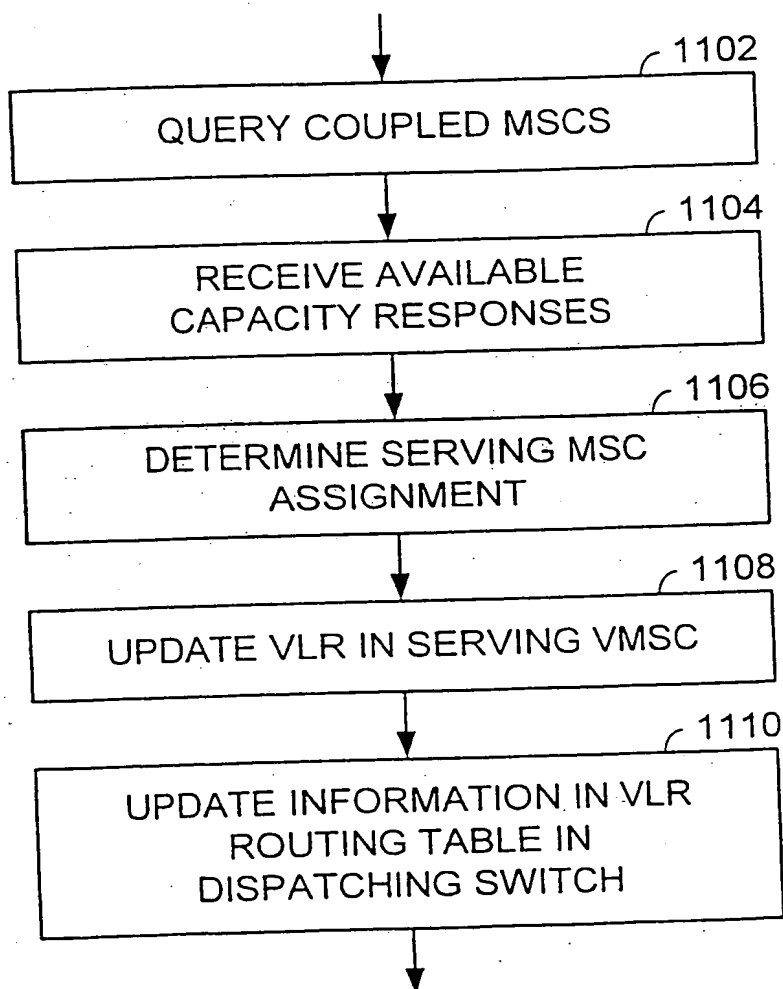 1102
QUERY COUPLED MSCS
1104
RECEIVE AVAILABLE
CAPACITY RESPONSES
1106
DETERMINE SERVING MSC
ASSIGNMENT
1108
UPDATE VLR IN SERVING VMSC
1110
UPDATE INFORMATION IN VLR
ROUTING TABLE IN
DISPATCHING SWITCH